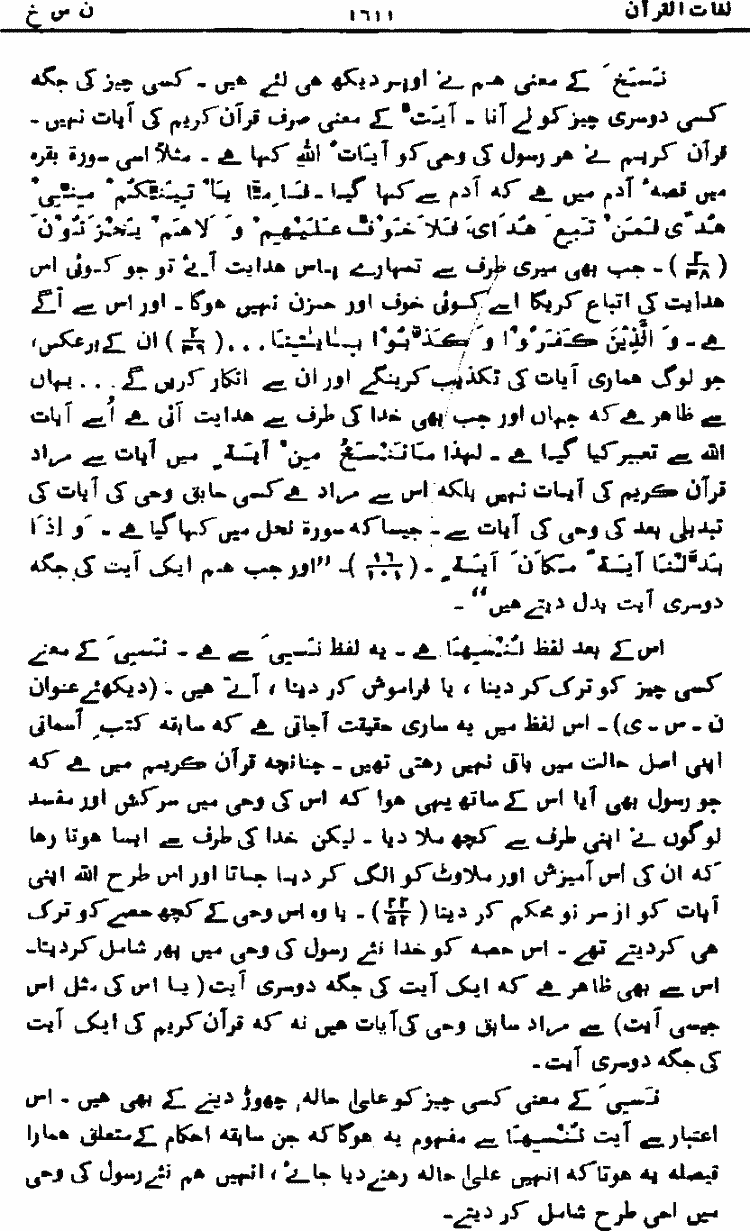 لغات القرآن ۱٦۱۱ ن س خ
نَسَخَ کے معنی ہم نے اوپر دیکھ ہی لئے ہیں ۔ کسی چیز کی جگہ
کسی دوسری چیز کو لے آنا ۔ آیَتٌ کے معنی صرف قرآن کریم کی آیات نہیں ۔
قرآن کریم نے ہر رسول کی وحی کو آیَاتُ اللہِ کہا ہے ۔ مثلاً اسی سورۃ بقرہ
میں قصہٴ آدم میں ہے کہ آدم سے کہا گیا ۔ فَاِمَّا یَاْتِیَنَّکُمْ مِّنِّیْ
ھُدًی فَمَنْ تَبِعَ ھُدَایَ فَلَا خَوْفٌ عَلَیْھِمْ وَ لَا ھُمْ یَحْزَنُوْنَ
( ۲/۳۸ ) ۔ جب بھی میری طرف سے تمہارے پاس ہدایت آئے تو جو کوئی اس
ہدایت کی اتباع کریگا اسے کوئی خوف اور حزن نہیں ہوگا ۔ اور اس سے آگے
ہے ۔ وَ الَّذِیْنَ کَفَرُوْا وَ کَذَّبُوْا بِاٰیٰتِنَا . . . ( ۲/۳۹ ) ان کے برعکس،
جو لوگ ہماری آیات کی تکذیب کرینگے اور ان سے انکار کریں گے . . . یہاں
سے ظاہر ہے کہ جہاں اور جب بھی خدا کی طرف سے ہدایت آئی ہے اُسے آیات
اللہ سے تعبیر کیا گیا ہے ۔ لہذا مَا نَنْسَخْ مِنْ آیَۃٍ میں آیات سے مراد
قرآن کریم کی آیات نہیں بلکہ اس سے مراد ہے کسی سابق وحی کی آیات کی
تبدیلی بعد کی وحی کی آیات سے ۔ جیسا کہ سورۃ نحل میں کہا گیا ہے ۔ وَ اِذَا
بَدَّلْنَا آیَۃً مَّکَانَ آیَۃٍ ۔ ( ۱٦/۱۰۱ )۔ ”اور جب ہم ایک آیت کی جگہ
دوسری آیت بدل دیتے ہیں“ ۔
اس کے بعد لفظ نُنْسِھَا ہے ۔ یہ لفظ نَسِیَ سے ہے ۔ نَسِیَ کے معنے
کسی چیز کو ترک کر دینا ، یا فراموش کر دینا ، آتے ہیں ۔ (دیکھئے عنوان
ن ۔ س ۔ ی) ۔ اس لفظ میں یہ ساری حقیقت آجاتی ہے کہ سابقہ کتبِ آسمانی
اپنی اصل حالت میں باقی نہیں رہتی تھیں ۔ چنانچہ قرآن کریم میں ہے کہ
جو رسول بھی آیا اس کے ساتھ یہی ہوا کہ اس کی وحی میں سرکش اور مفسد
لوگوں نے اپنی طرف سے کچھ ملا دیا ۔ لیکن خدا کی طرف سے ایسا ہوتا رہا
کہ ان کی اس آمیزش اور ملاوٹ کو الگ کر دیا جاتا اور اس طرح اللہ اپنی
آیات کو از سر نو محکم کر دیتا ( ۲۲/۵۲ ) ۔ یا وہ اس وحی کے کچھ حصے کو ترک
ہی کر دیتے تھے ۔ اس حصہ کو خدا نئے رسول کی وحی میں پھر شامل کر دیتا۔
اس سے بھی ظاہر ہے کہ ایک آیت کی جگہ دوسری آیت ( یا اس کی مثل اس
جیسی آیت) سے مراد سابق وحی کی آیات ہیں نہ کہ قرآن کریم کی ایک آیت
کی جگہ دوسری آیت ۔
نَسِیَ کے معنی کسی چیز کو علیٰ حالہ چھوڑ دینے کے بھی ہیں ۔ اس
اعتبار سے آیت نُنْسِھَا سے مفہوم یہ ہوگا کہ جن سابقہ احکام کے متعلق ہمارا
فیصلہ یہ ہوتا کہ انہیں علیٰ حالہ رہنے دیا جائے ، انہیں ہم نئے رسول کی وحی
میں اسی طرح شامل کر دیتے۔